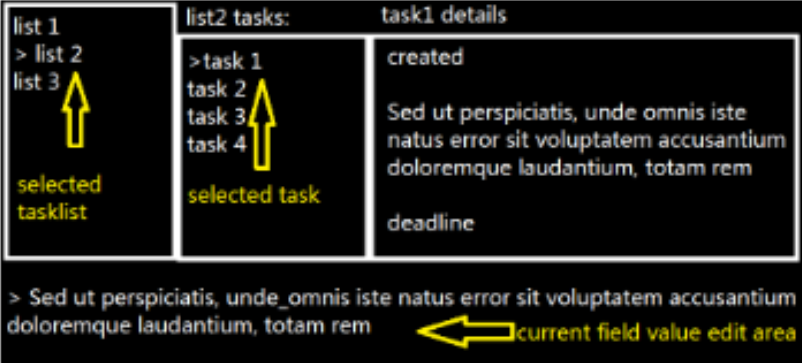 list 1
> list 2
list 3
selected
tasklist
list2 tasks:
>task 1
task 2
task 3
task 4
selected task
task1 details
created
Sed ut perspiciatis, unde omnis iste
natus error sit voluptatem accusantium
doloremque laudantium, totam rem
deadline
> Sed ut perspiciatis, unde_omnis iste natus error sit voluptatem accusantium
doloremque laudantium, totam rem
current field value edit area